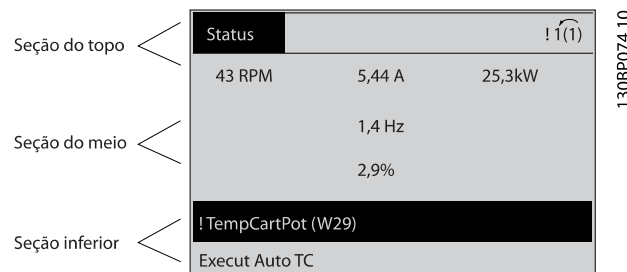 Seção do topo
Status
! 1(1)
43 RPM 5,44 A 25,3kW
Seção do meio
1,4 Hz
2,9%
! TempCartPot (W29)
Seção inferior
Execut Auto TC
130BP074.10